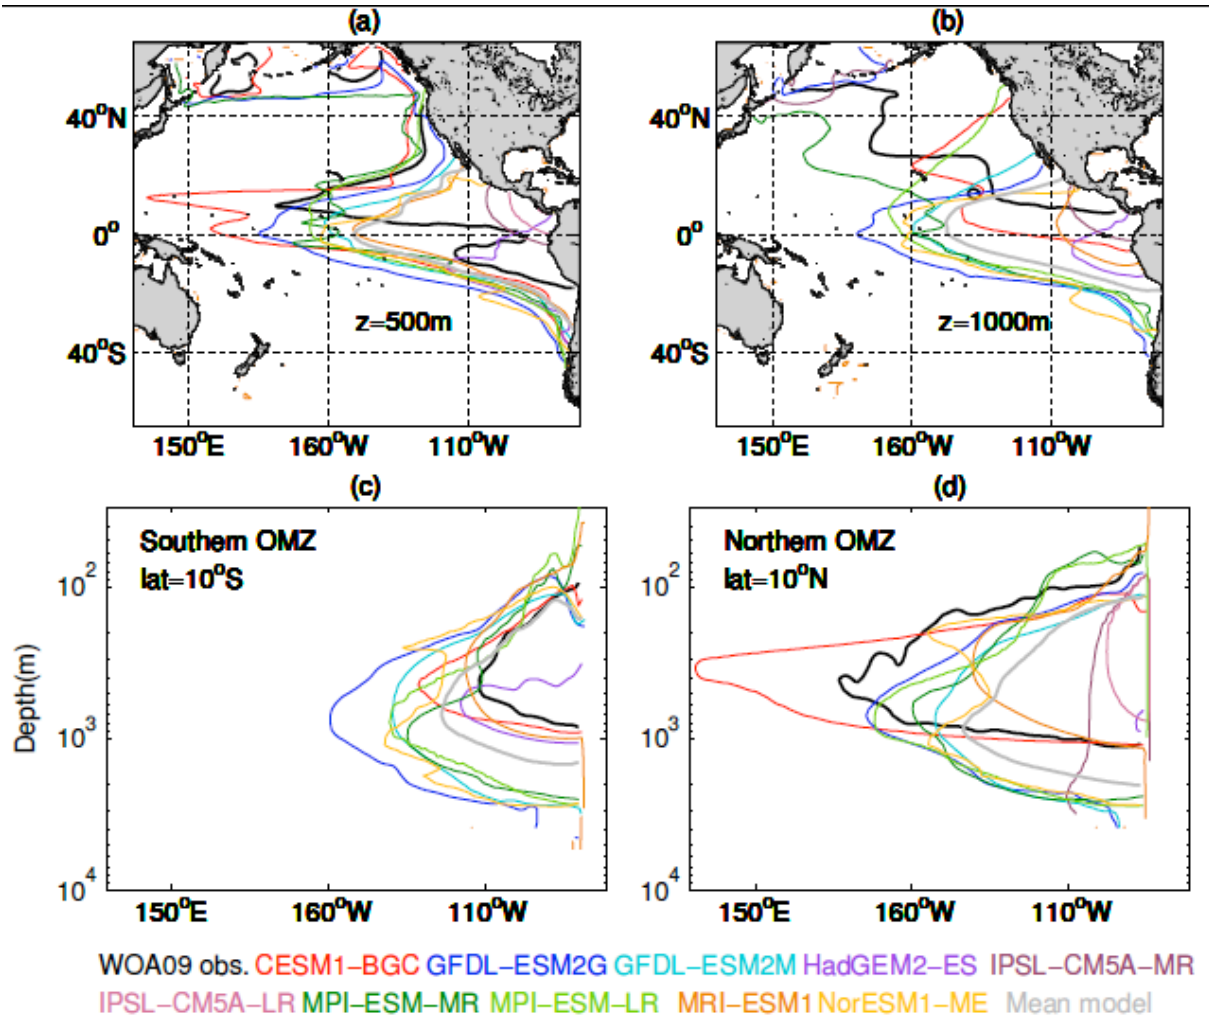 (a) (b)
40°N 40°N
0° 0°
z=500m z=1000m
40°S 40°S
150°E 160°W 110°W 150°E 160°W 110°W
(c) (d)
Southern OMZ Northern OMZ
lat=10°S lat=10°N
10² 10²
Depth(m)
10³ 10³
10⁴ 10⁴
150°E 160°W 110°W 150°E 160°W 110°W
WOA09 obs. CESM1-BGC GFDL-ESM2G GFDL-ESM2M HadGEM2-ES IPSL-CM5A-MR
IPSL-CM5A-LR MPI-ESM-MR MPI-ESM-LR MRI-ESM1 NorESM1-ME Mean model